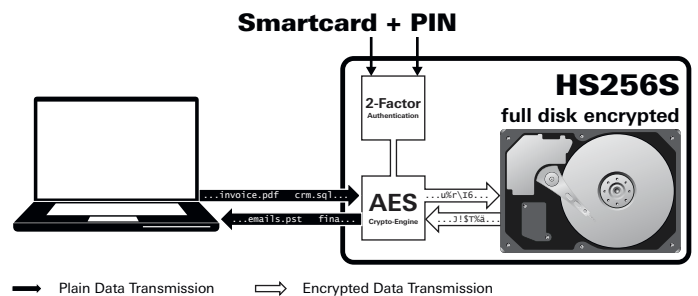 Smartcard + PIN
HS256S
full disk encrypted
2-Factor
Authentication
...invoice.pdf crm.sql...
AES
Crypto-Engine
...u%r\I6...
...emails.pst fina...
...J!$T%ä...
Plain Data Transmission
Encrypted Data Transmission